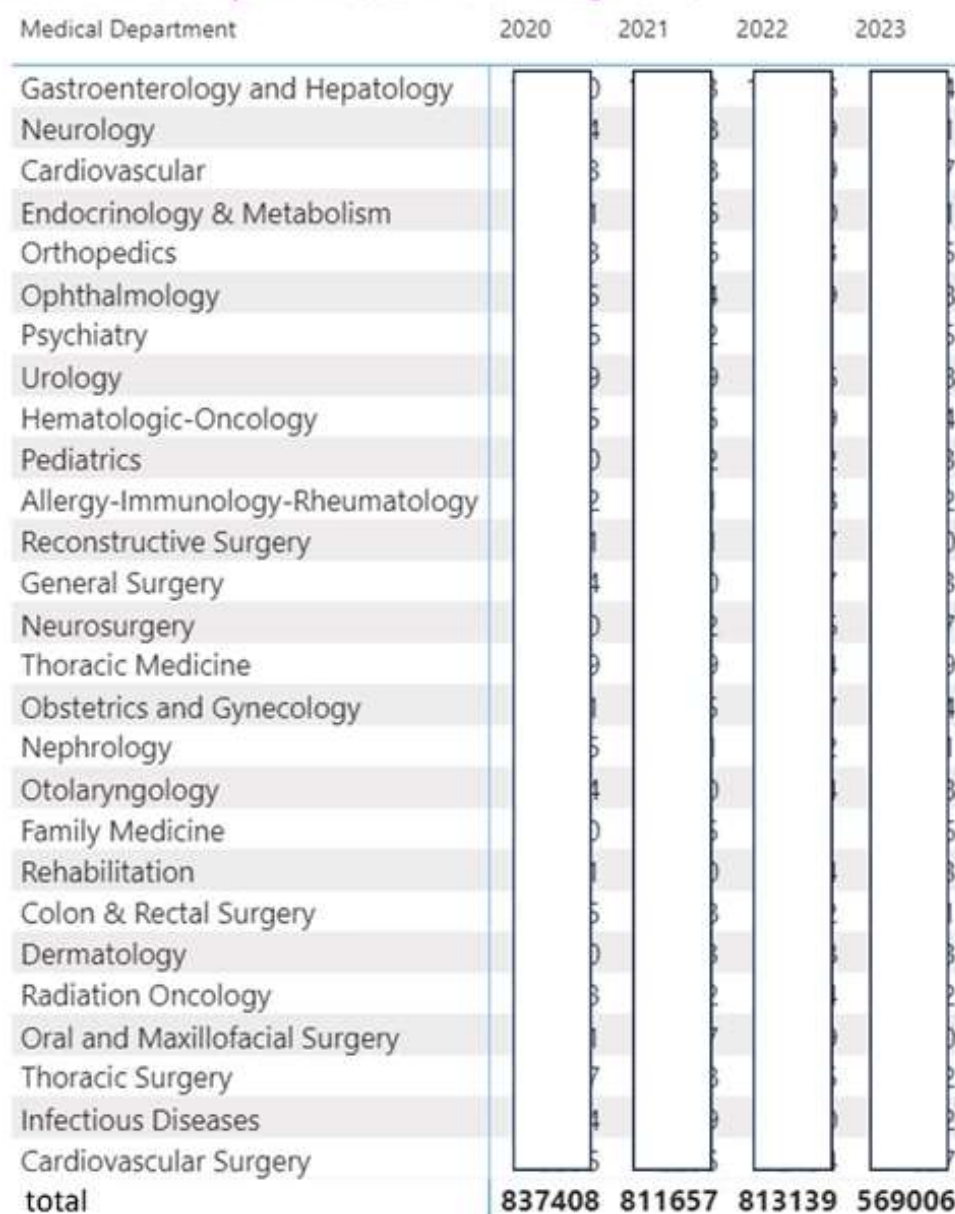 Medical Department 2020 2021 2022 2023
Gastroenterology and Hepatology
Neurology
Cardiovascular
Endocrinology & Metabolism
Orthopedics
Ophthalmology
Psychiatry
Urology
Hematologic-Oncology
Pediatrics
Allergy-Immunology-Rheumatology
Reconstructive Surgery
General Surgery
Neurosurgery
Thoracic Medicine
Obstetrics and Gynecology
Nephrology
Otolaryngology
Family Medicine
Rehabilitation
Colon & Rectal Surgery
Dermatology
Radiation Oncology
Oral and Maxillofacial Surgery
Thoracic Surgery
Infectious Diseases
Cardiovascular Surgery
total 837408 811657 813139 569006